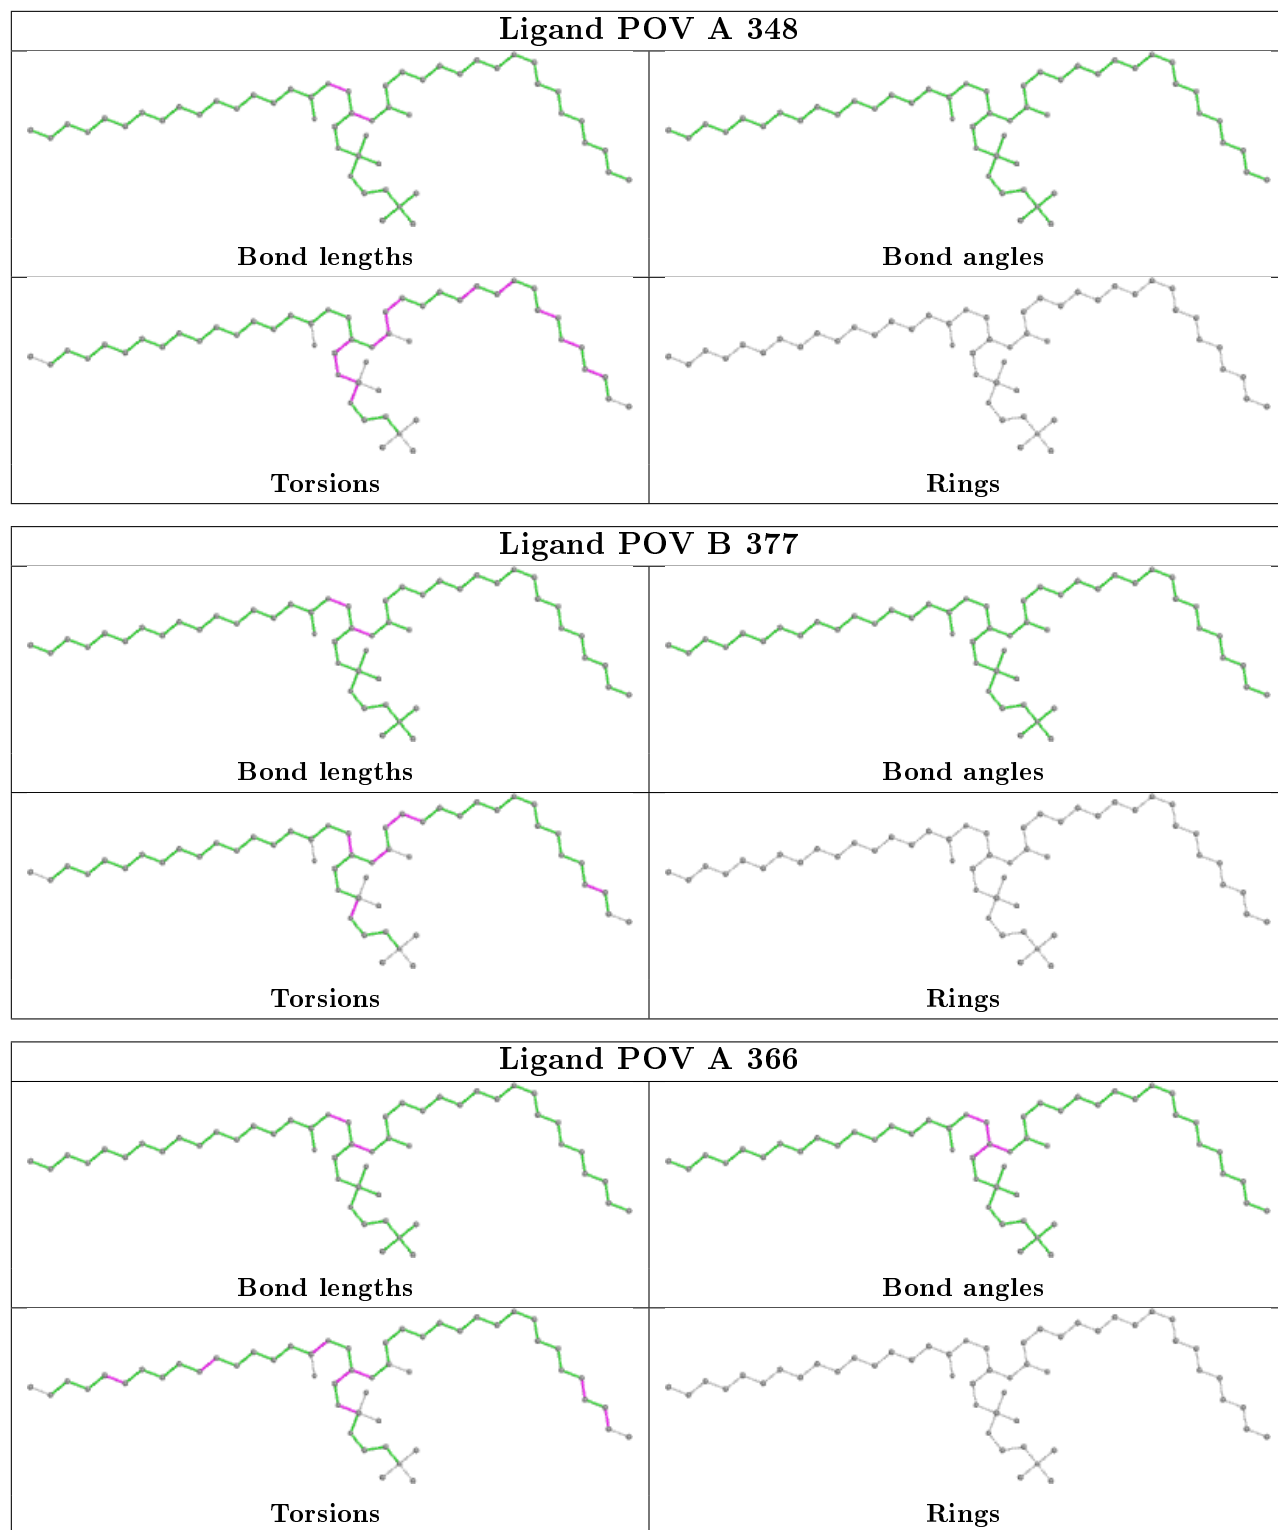 Ligand POV A 348
Bond lengths
Bond angles
Torsions
Rings
Ligand POV B 377
Bond lengths
Bond angles
Torsions
Rings
Ligand POV A 366
Bond lengths
Bond angles
Torsions
Rings